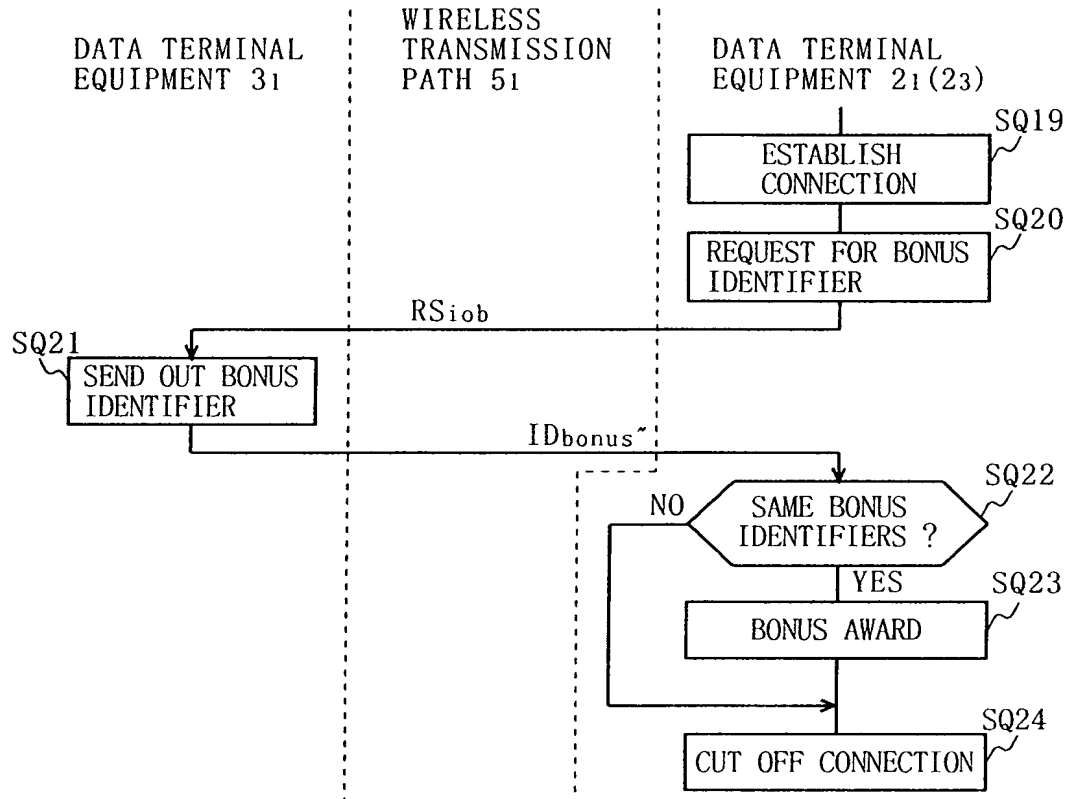 DATA TERMINAL
EQUIPMENT 31
WIRELESS
TRANSMISSION
PATH 51
DATA TERMINAL
EQUIPMENT 21(23)
SQ19
ESTABLISH
CONNECTION
SQ20
REQUEST FOR BONUS
IDENTIFIER
RSiob
SQ21
SEND OUT BONUS
IDENTIFIER
IDbonus~
SQ22
NO
SAME BONUS
IDENTIFIERS ?
YES
SQ23
BONUS AWARD
SQ24
CUT OFF CONNECTION